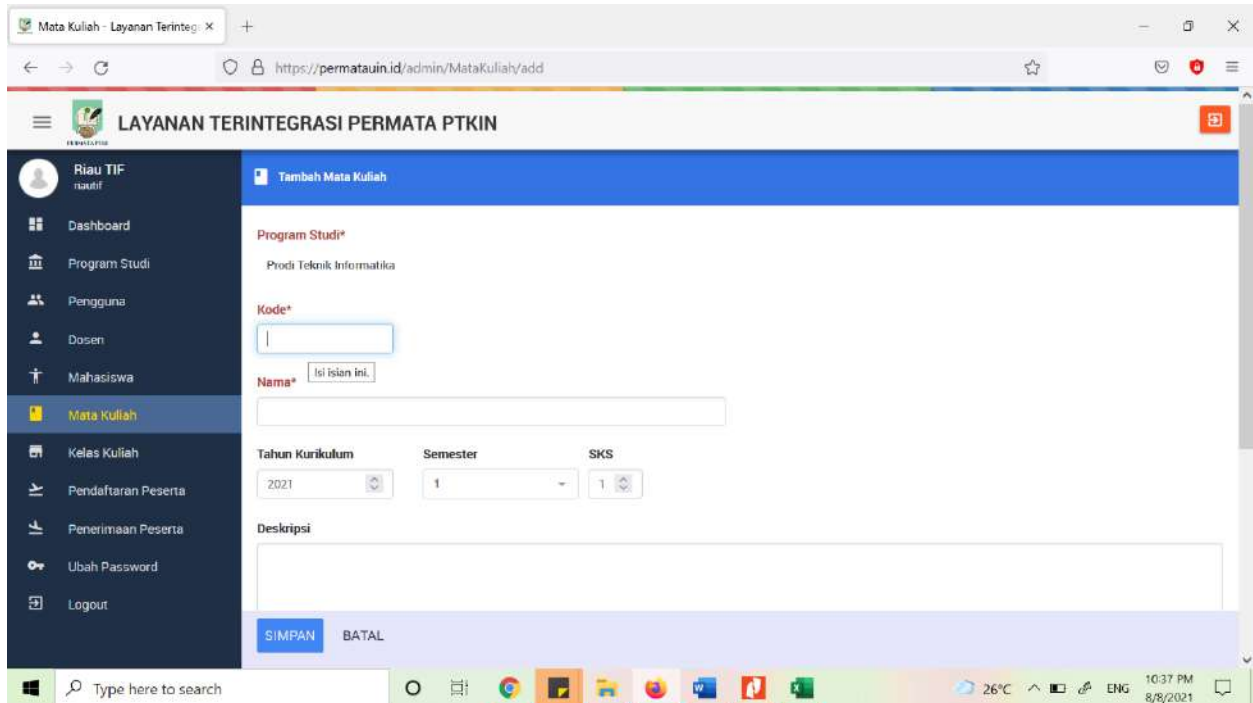 Mata Kuliah - Layanan Terinteg
https://permatauin.id/admin/MataKuliah/add
LAYANAN TERINTEGRASI PERMATA PTKIN
PERMATA PTKIN
Riau TIF
riautif
Tambah Mata Kuliah
Dashboard
Program Studi
Pengguna
Dosen
Mahasiswa
Mata Kuliah
Kelas Kuliah
Pendaftaran Peserta
Penerimaan Peserta
Ubah Password
Logout
Program Studi*
Prodi Teknik Informatika
Kode*
Isi isian ini.
Nama*
Tahun Kurikulum Semester SKS
2021 1 1
Deskripsi
SIMPAN BATAL
Type here to search
26°C ENG 10:37 PM
8/8/2021